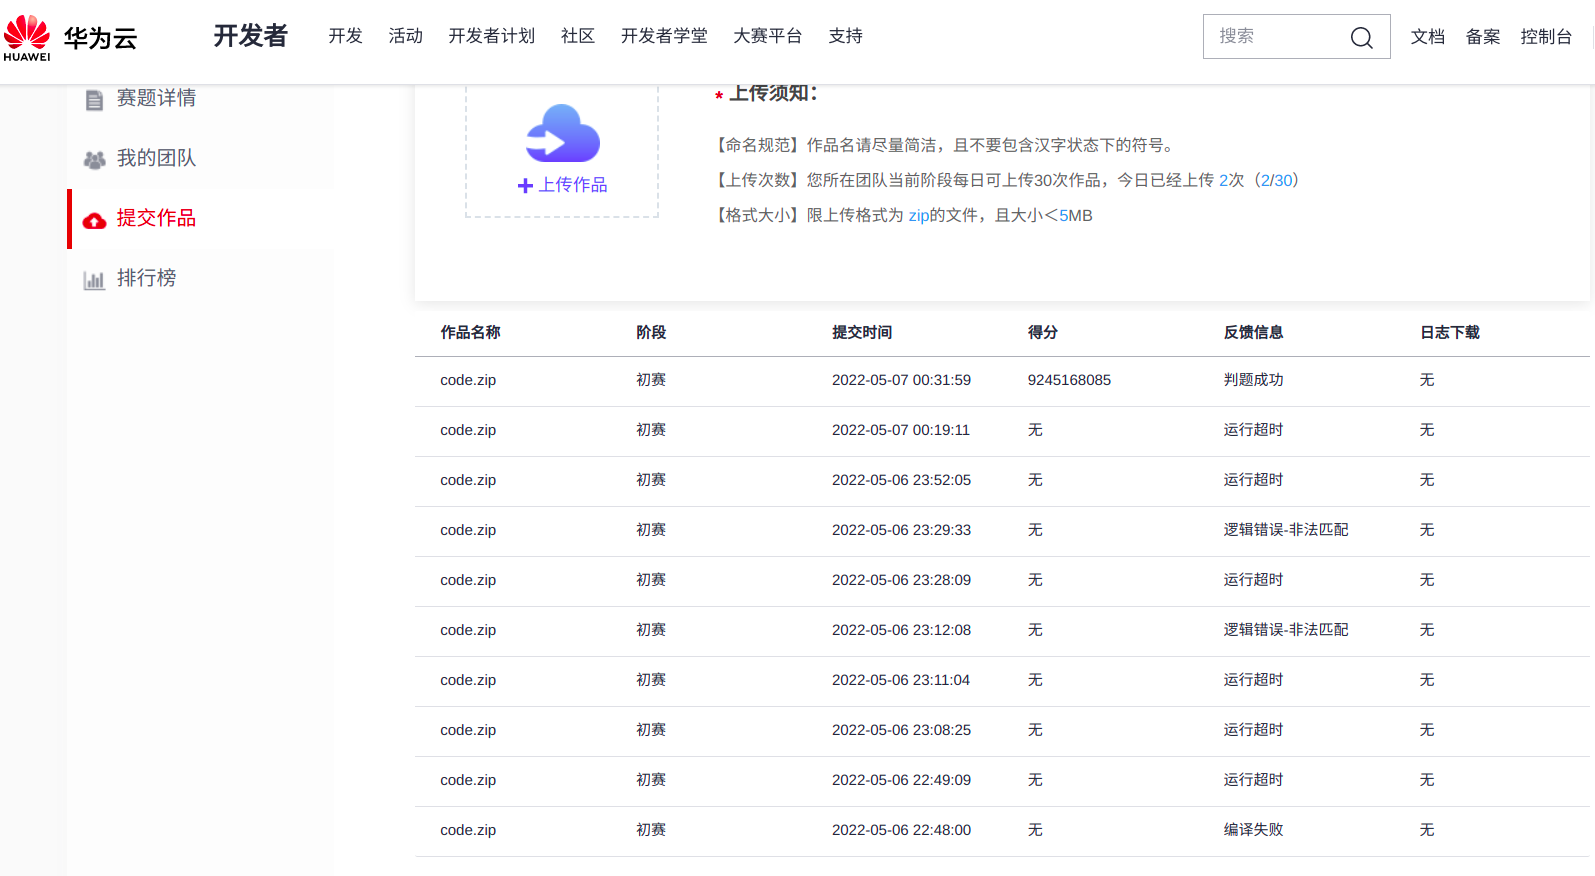 HUAWEI
华为云
开发者
开发 活动 开发者计划 社区 开发者学堂 大赛平台 支持
搜索
文档 备案 控制台
赛题详情
我的团队
提交作品
排行榜
上传作品
* 上传须知：
【命名规范】作品名请尽量简洁，且不要包含汉字状态下的符号。
【上传次数】您所在团队当前阶段每日可上传30次作品，今日已经上传 2次（2/30）
【格式大小】限上传格式为 zip的文件，且大小＜5MB
作品名称 阶段 提交时间 得分 反馈信息 日志下载
code.zip 初赛 2022-05-07 00:31:59 9245168085 判题成功 无
code.zip 初赛 2022-05-07 00:19:11 无 运行超时 无
code.zip 初赛 2022-05-06 23:52:05 无 运行超时 无
code.zip 初赛 2022-05-06 23:29:33 无 逻辑错误-非法匹配 无
code.zip 初赛 2022-05-06 23:28:09 无 运行超时 无
code.zip 初赛 2022-05-06 23:12:08 无 逻辑错误-非法匹配 无
code.zip 初赛 2022-05-06 23:11:04 无 运行超时 无
code.zip 初赛 2022-05-06 23:08:25 无 运行超时 无
code.zip 初赛 2022-05-06 22:49:09 无 运行超时 无
code.zip 初赛 2022-05-06 22:48:00 无 编译失败 无